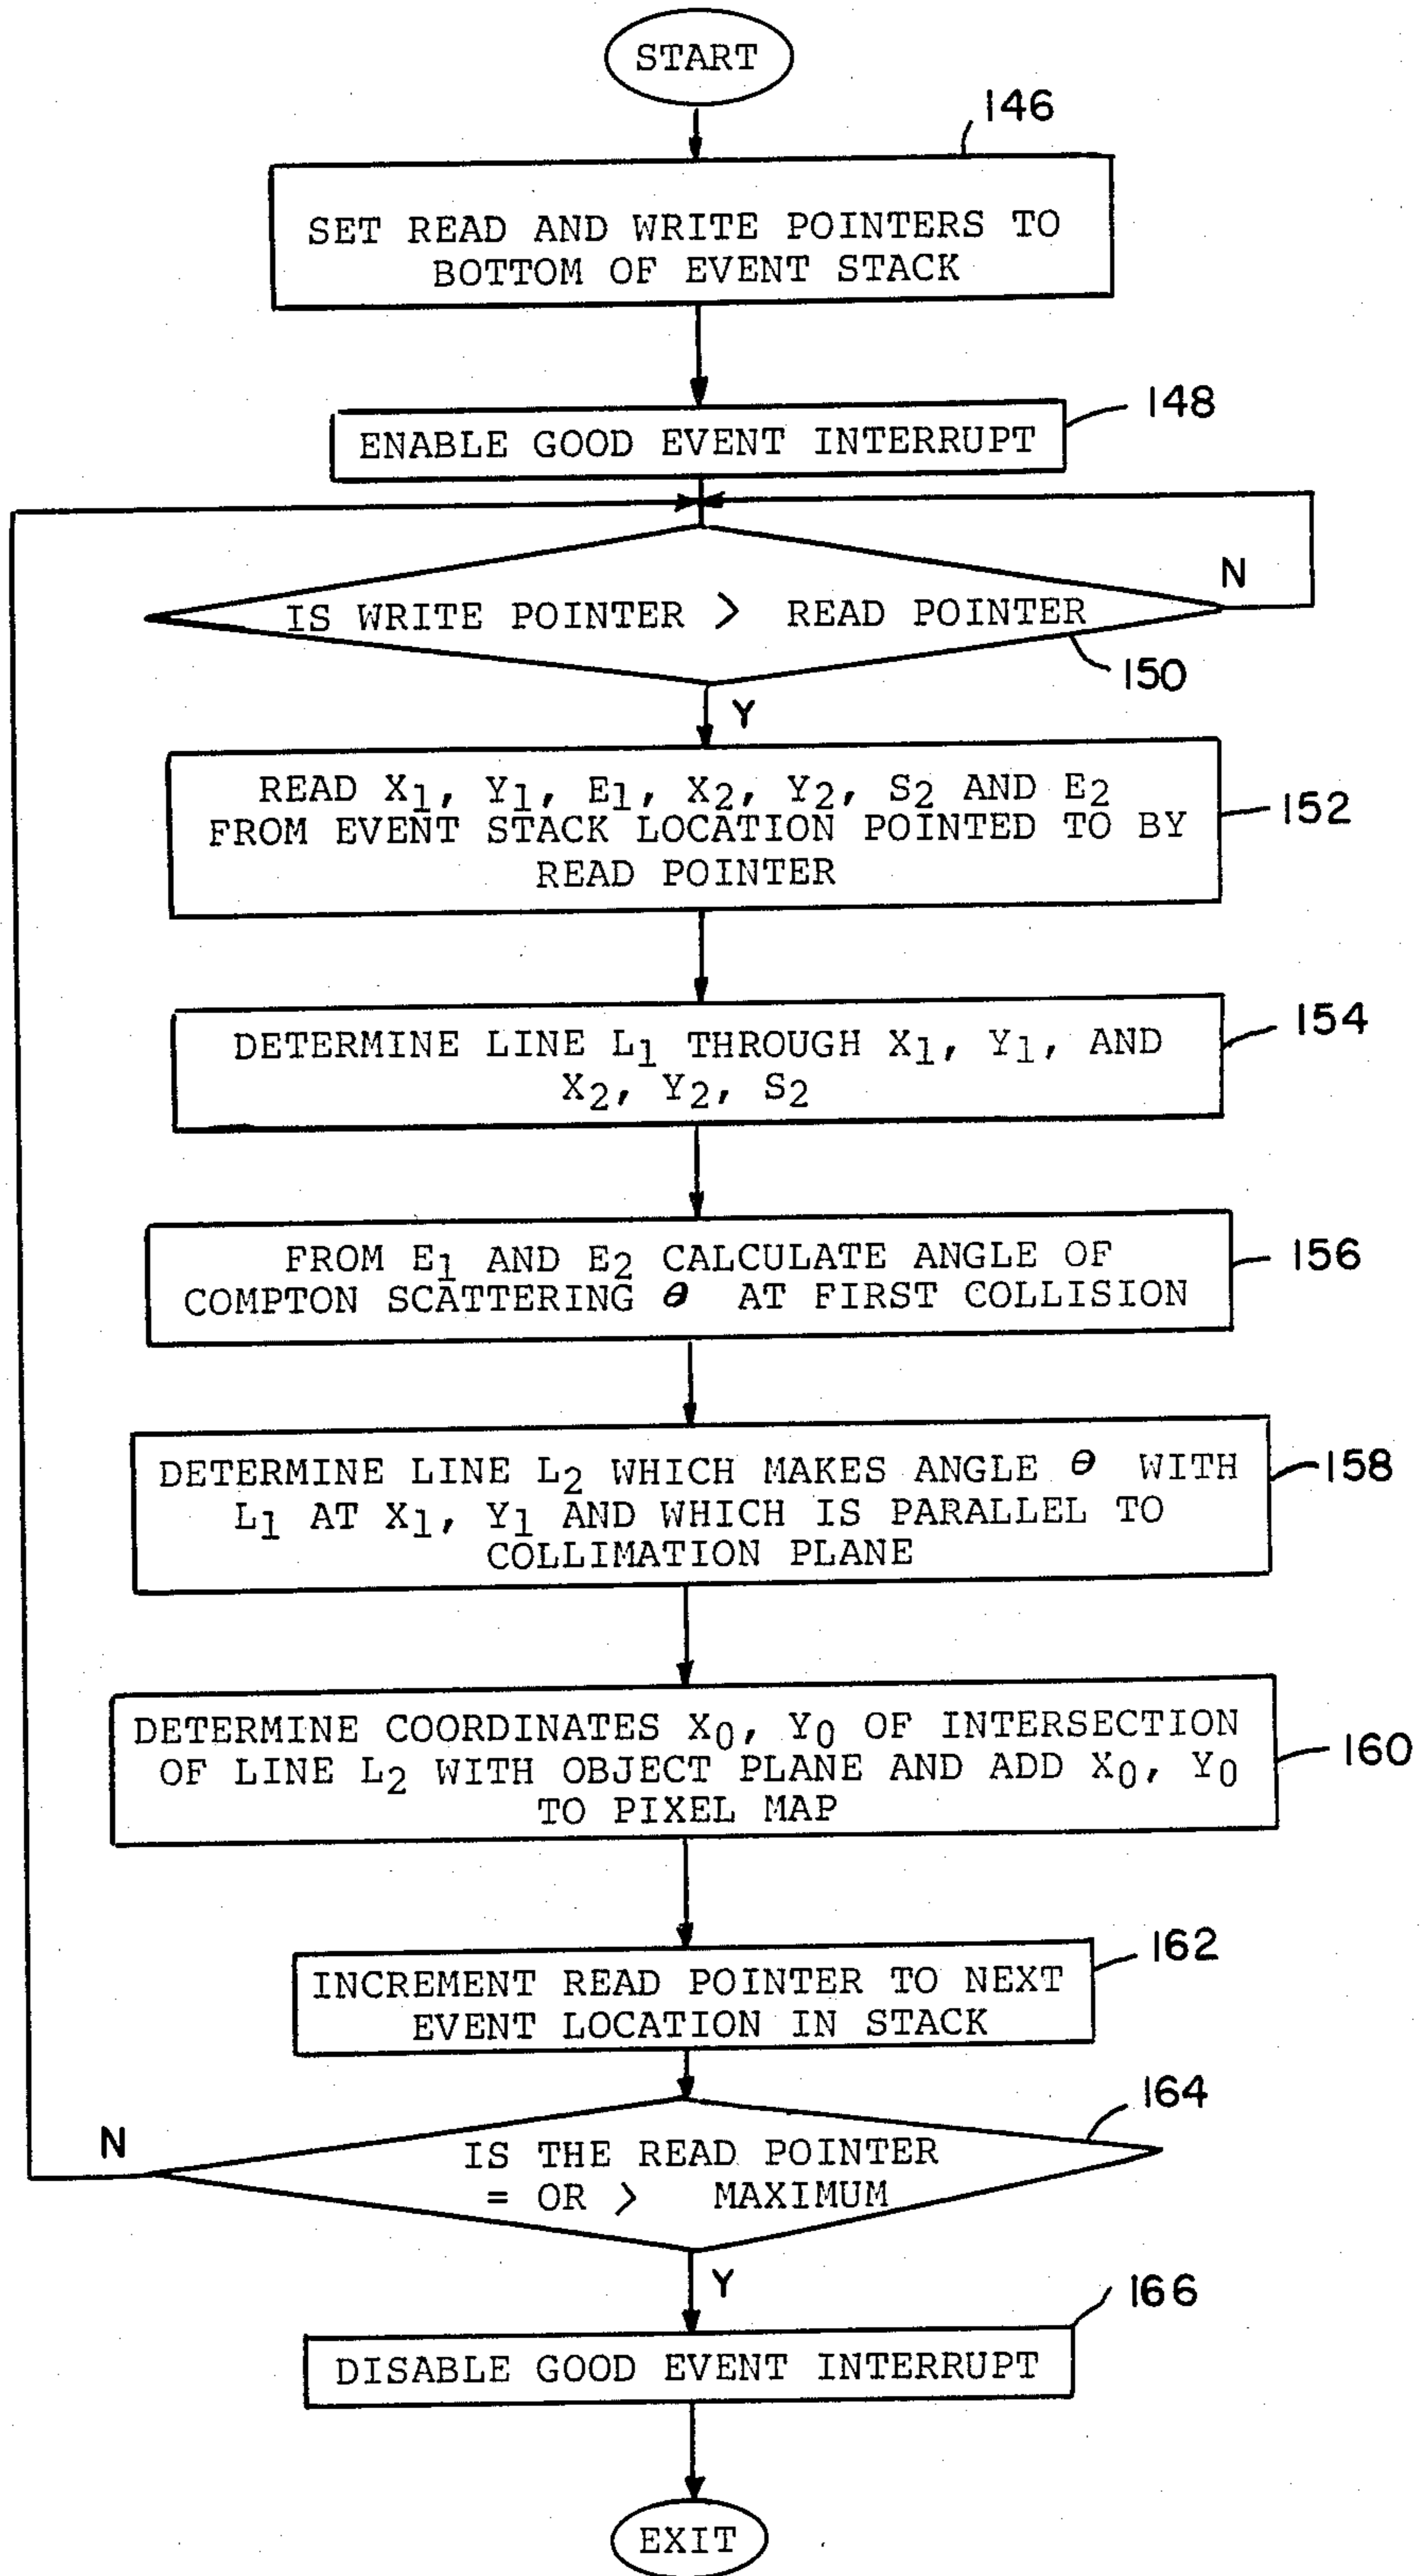 START
146
SET READ AND WRITE POINTERS TO
BOTTOM OF EVENT STACK
148
ENABLE GOOD EVENT INTERRUPT
N
IS WRITE POINTER > READ POINTER
150
Y
READ X1, Y1, E1, X2, Y2, S2 AND E2
FROM EVENT STACK LOCATION POINTED TO BY
READ POINTER
152
DETERMINE LINE L1 THROUGH X1, Y1, AND
X2, Y2, S2
154
FROM E1 AND E2 CALCULATE ANGLE OF
COMPTON SCATTERING θ AT FIRST COLLISION
156
DETERMINE LINE L2 WHICH MAKES ANGLE θ WITH
L1 AT X1, Y1 AND WHICH IS PARALLEL TO
COLLIMATION PLANE
158
DETERMINE COORDINATES X0, Y0 OF INTERSECTION
OF LINE L2 WITH OBJECT PLANE AND ADD X0, Y0
TO PIXEL MAP
160
INCREMENT READ POINTER TO NEXT
EVENT LOCATION IN STACK
162
164
N
IS THE READ POINTER
= OR > MAXIMUM
Y
166
DISABLE GOOD EVENT INTERRUPT
EXIT